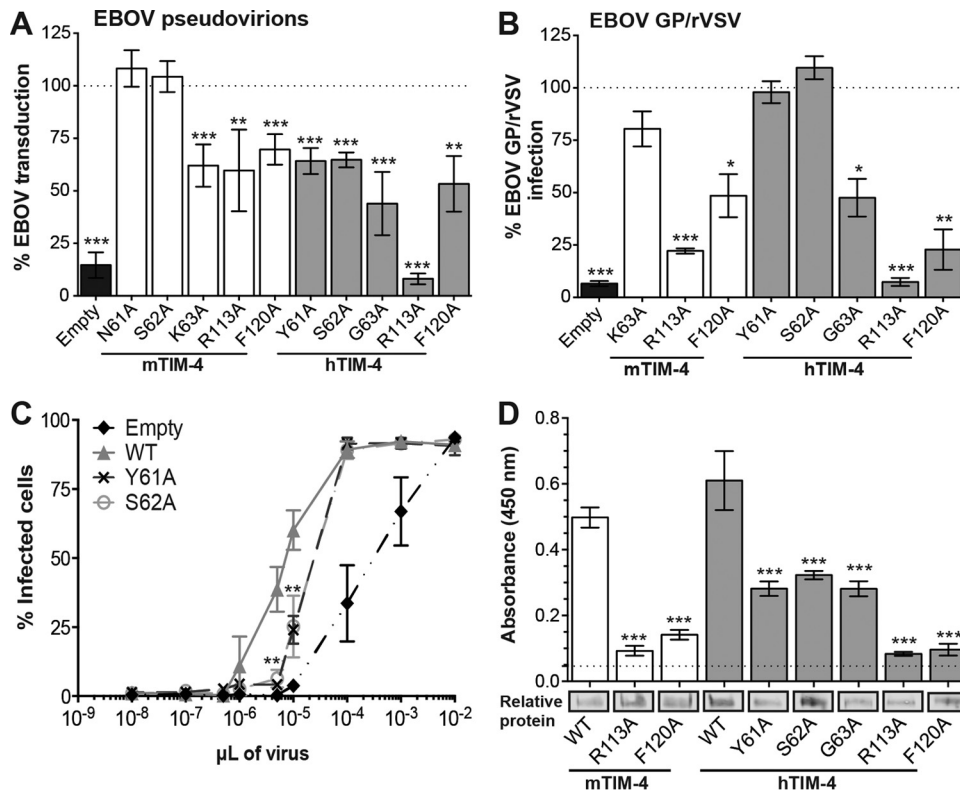 A
EBOV pseudovirions
% EBOV transduction
125
100
75
50
25
0
***
***
**
***
***
***
***
***
**
Empty
N61A
S62A
K63A
R113A
F120A
Y61A
S62A
G63A
R113A
F120A
mTIM-4
hTIM-4
B
EBOV GP/rVSV
% EBOV GP/rVSV
infection
125
100
75
50
25
0
***
***
*
*
***
**
Empty
K63A
R113A
F120A
Y61A
S62A
G63A
R113A
F120A
mTIM-4
hTIM-4
C
% Infected cells
100
75
50
25
0
Empty
WT
Y61A
S62A
**
**
10-9
10-8
10-7
10-6
10-5
10-4
10-3
10-2
µL of virus
D
Absorbance (450 nm)
0.8
0.6
0.4
0.2
0.0
***
***
***
***
***
***
***
Relative
protein
WT
R113A
F120A
WT
Y61A
S62A
G63A
R113A
F120A
mTIM-4
hTIM-4